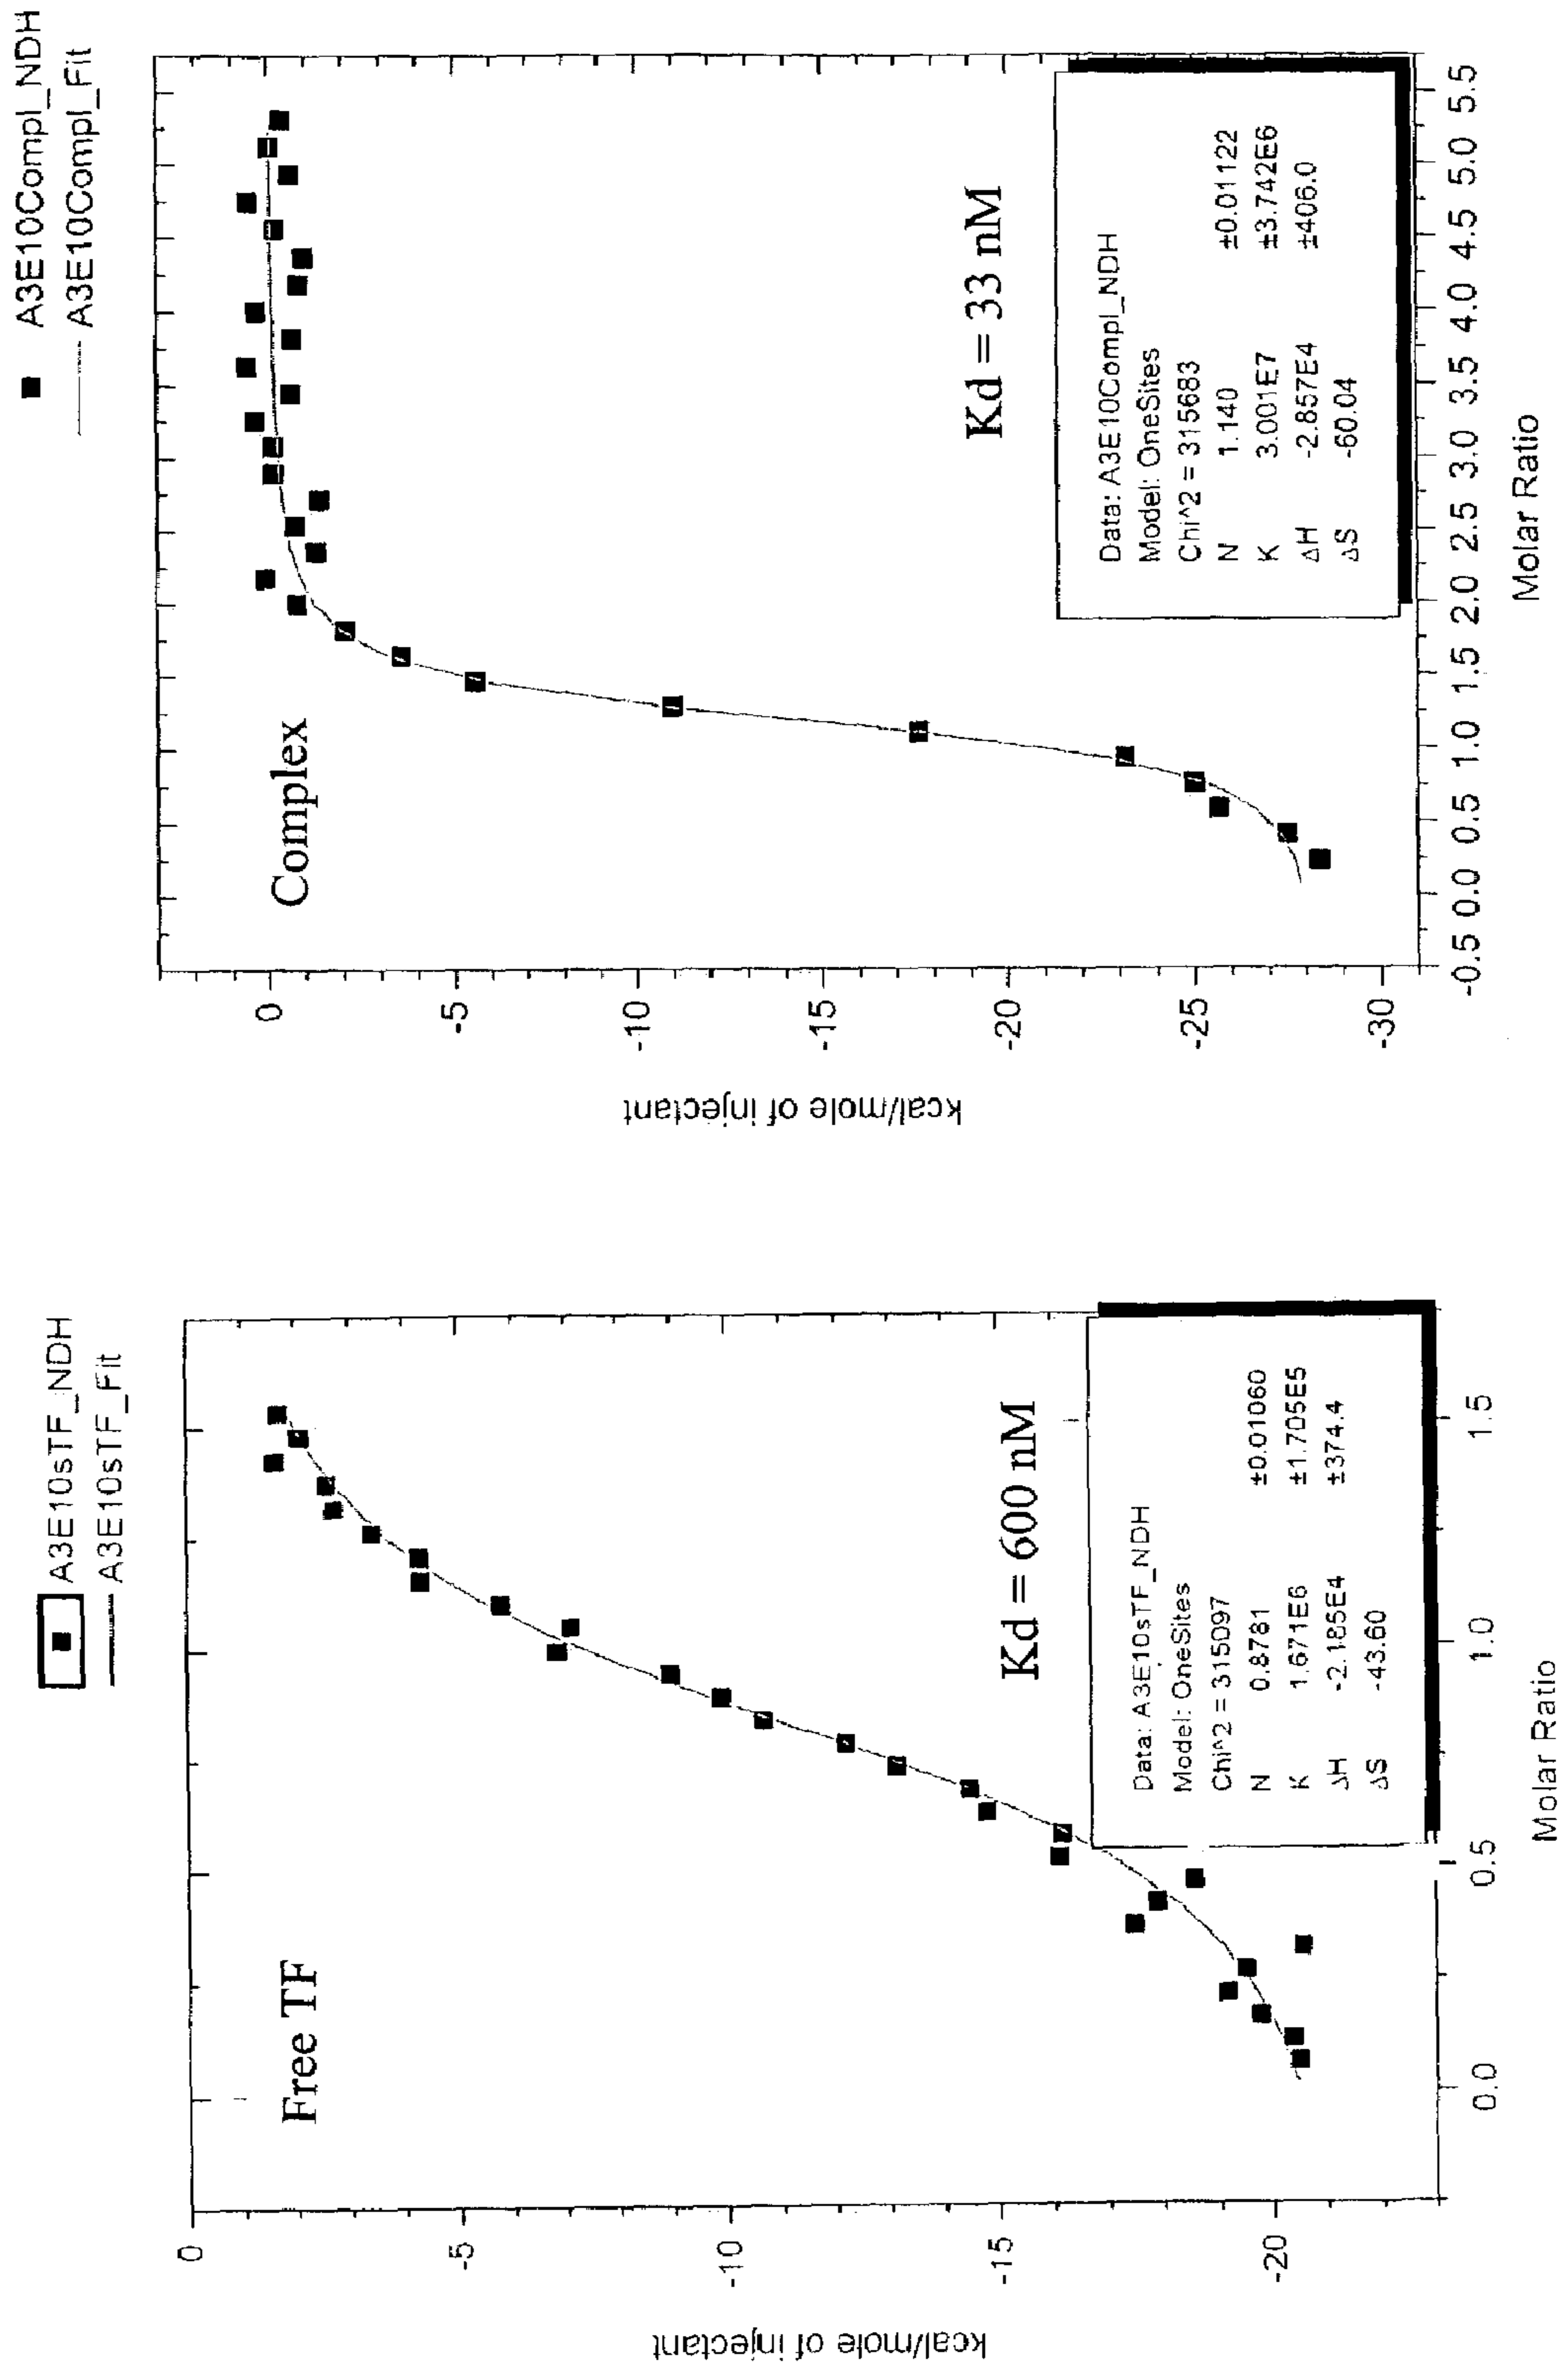 A3E10sTF_NDH
A3E10sTF_Fit
Free TF
0
-5
-10
-15
-20
kcal/mole of injectant
Kd = 600 nM
Data: A3E10sTF_NDH
Model: OneSites
Chi^2 = 315097
N 0.8781 ±0.01060
K 1.671E6 ±1.705E5
ΔH -2.185E4 ±374.4
ΔS -43.60
0.0 0.5 1.0 1.5
Molar Ratio
A3E10Compl_NDH
A3E10Compl_Fit
Complex
0
-5
-10
-15
-20
-25
-30
kcal/mole of injectant
Kd = 33 nM
Data: A3E10Compl_NDH
Model: OneSites
Chi^2 = 315683
N 1.140 ±0.01122
K 3.001E7 ±3.742E6
ΔH -2.857E4 ±406.0
ΔS -60.04
-0.5 0.0 0.5 1.0 1.5 2.0 2.5 3.0 3.5 4.0 4.5 5.0 5.5
Molar Ratio